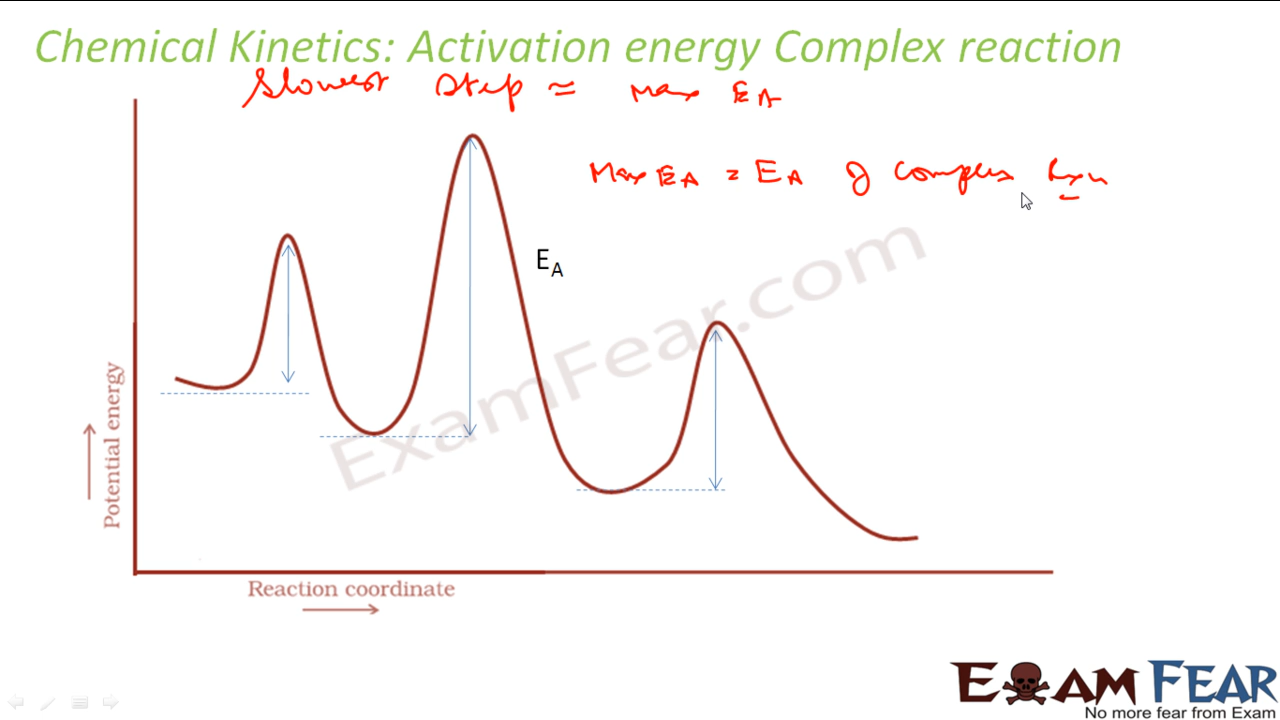 Chemical Kinetics: Activation energy Complex reaction
Slowest Step ≈ Max EA
Max EA = EA of Complex Rxn
EA
ExamFear.com
Potential energy
Reaction coordinate
EXAM FEAR
No more fear from Exam